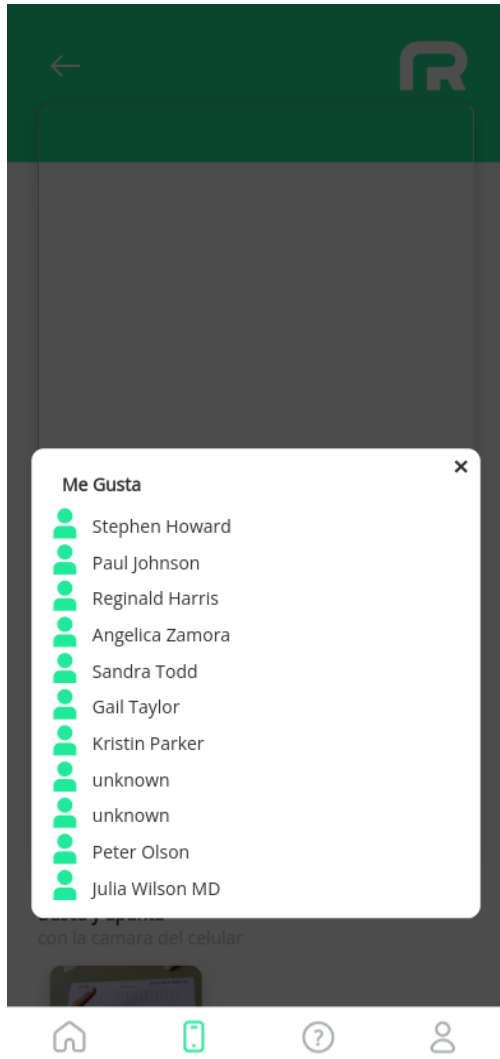 Me Gusta
Stephen Howard
Paul Johnson
Reginald Harris
Angelica Zamora
Sandra Todd
Gail Taylor
Kristin Parker
unknown
unknown
Peter Olson
Julia Wilson MD
con la camara del celular